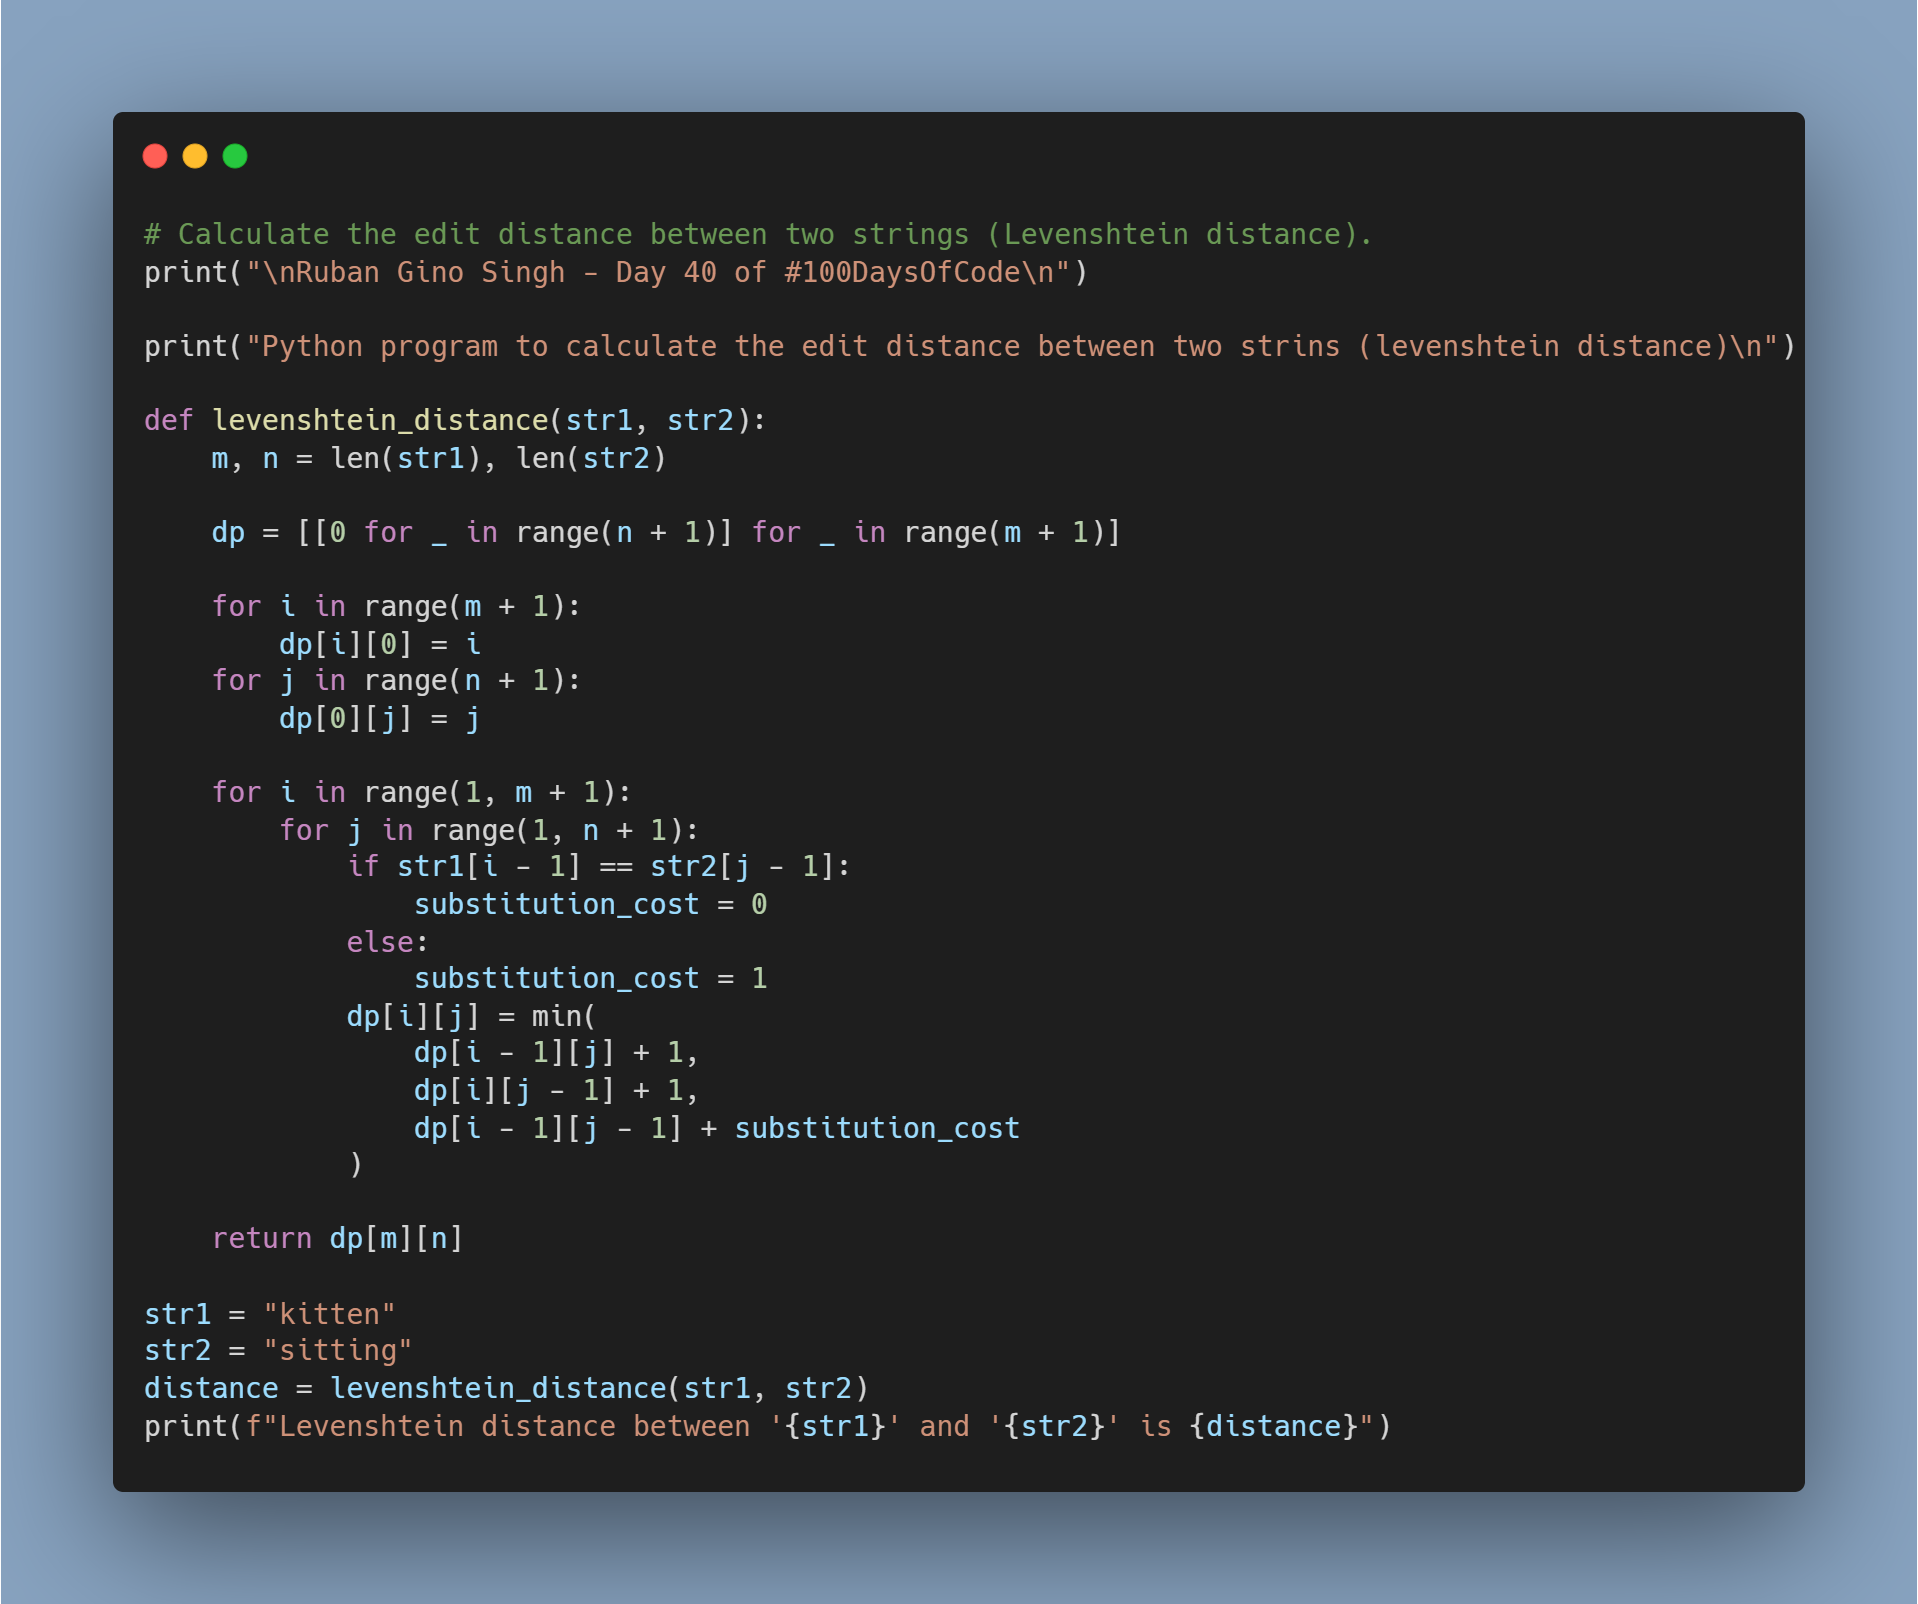 # Calculate the edit distance between two strings (Levenshtein distance).
print("\nRuban Gino Singh - Day 40 of #100DaysOfCode\n")

print("Python program to calculate the edit distance between two strins (levenshtein distance)\n")

def levenshtein_distance(str1, str2):
    m, n = len(str1), len(str2)

    dp = [[0 for _ in range(n + 1)] for _ in range(m + 1)]

    for i in range(m + 1):
        dp[i][0] = i
    for j in range(n + 1):
        dp[0][j] = j

    for i in range(1, m + 1):
        for j in range(1, n + 1):
            if str1[i - 1] == str2[j - 1]:
                substitution_cost = 0
            else:
                substitution_cost = 1
            dp[i][j] = min(
                dp[i - 1][j] + 1,
                dp[i][j - 1] + 1,
                dp[i - 1][j - 1] + substitution_cost
            )

    return dp[m][n]

str1 = "kitten"
str2 = "sitting"
distance = levenshtein_distance(str1, str2)
print(f"Levenshtein distance between '{str1}' and '{str2}' is {distance}")